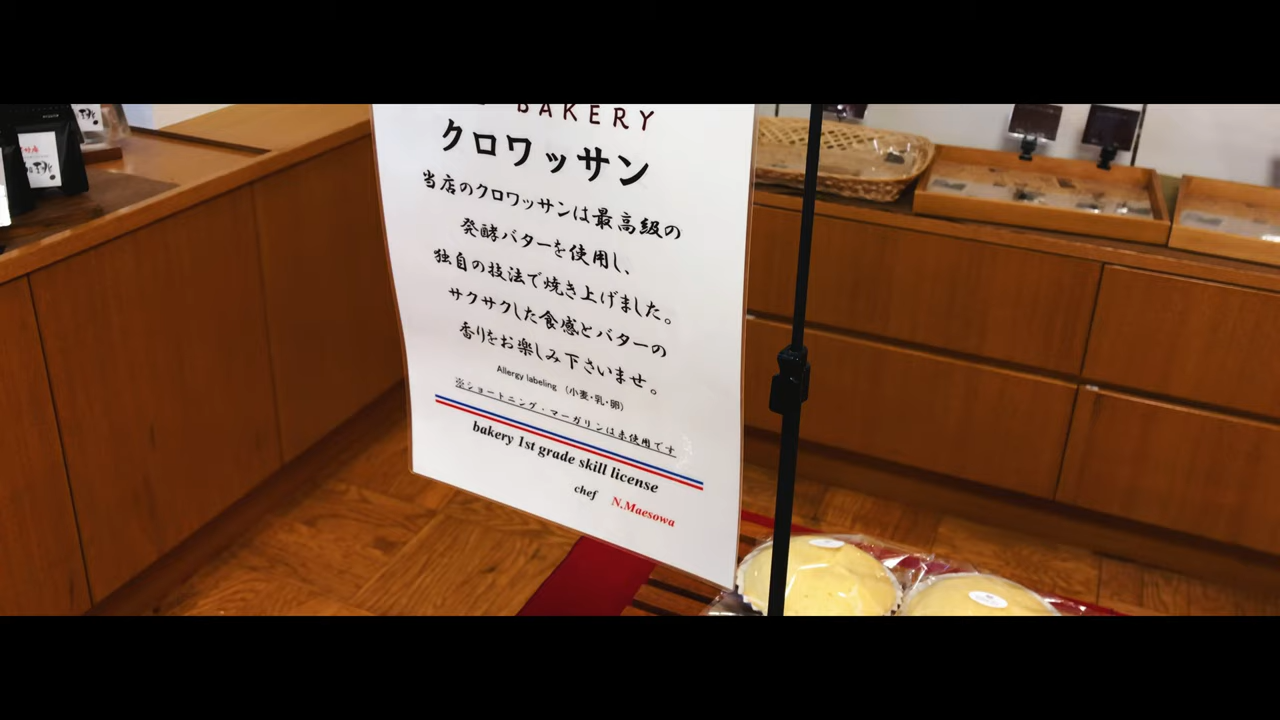 BAKERY
クロワッサン
当店のクロワッサンは最高級の
発酵バターを使用し、
独自の技法で焼き上げました。
サクサクした食感とバターの
香りをお楽しみ下さいませ。
Allergy labeling （小麦・乳・卵）
※ショートニング・マーガリンは未使用です
bakery 1st grade skill license
chef N.Maesowa